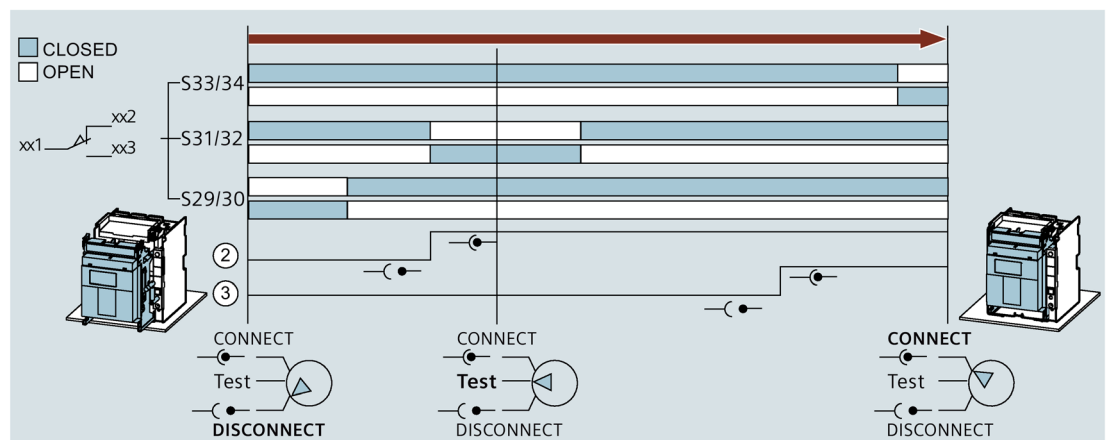 CLOSED
OPEN
S33/34
xx2
xx1
S31/32
xx3
S29/30
2
3
CONNECT
Test
DISCONNECT
CONNECT
Test
DISCONNECT
CONNECT
Test
DISCONNECT